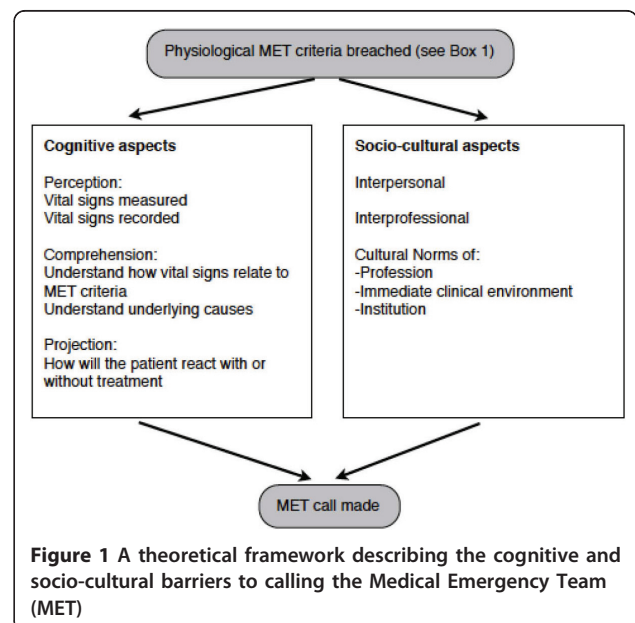 Physiological MET criteria breached (see Box 1)
Cognitive aspects
Perception:
Vital signs measured
Vital signs recorded
Comprehension:
Understand how vital signs relate to
MET criteria
Understand underlying causes
Projection:
How will the patient react with or
without treatment
Socio-cultural aspects
Interpersonal
Interprofessional
Cultural Norms of:
-Profession
-Immediate clinical environment
-Institution
MET call made
Figure 1 A theoretical framework describing the cognitive and
socio-cultural barriers to calling the Medical Emergency Team
(MET)